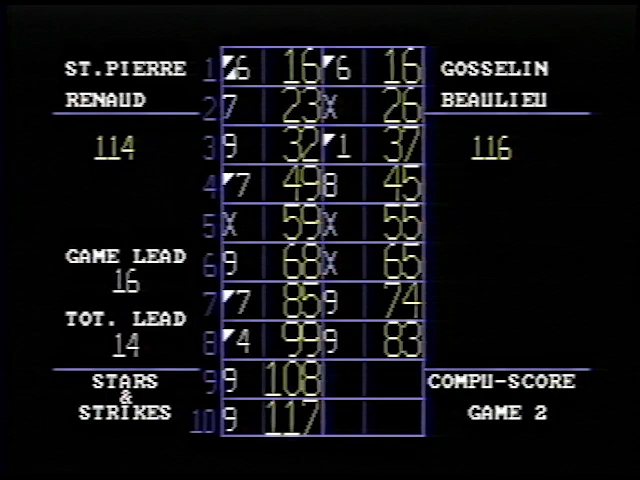 ST.PIERRE 1 6 16 6 16 GOSSELIN
RENAUD 2 7 23 X 26 BEAULIEU
114 3 9 32 1 37 116
4 7 49 8 45
5 X 59 X 55
GAME LEAD 6 9 68 X 65
16
7 7 85 9 74
TOT. LEAD
14 8 4 99 9 83
STARS 9 9 108 COMPU-SCORE
&
STRIKES 10 9 117 GAME 2